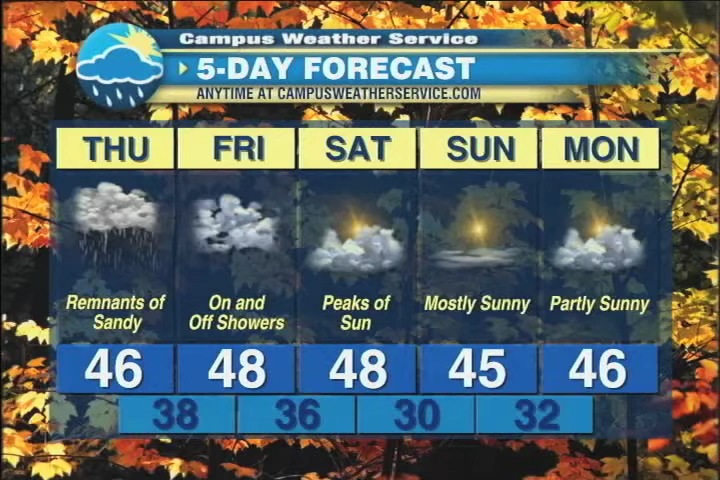 Campus Weather Service
5-DAY FORECAST
ANYTIME AT CAMPUSWEATHERSERVICE.COM
THU FRI SAT SUN MON
Remnants of Sandy
On and Off Showers
Peaks of Sun
Mostly Sunny
Partly Sunny
46 48 48 45 46
38 36 30 32